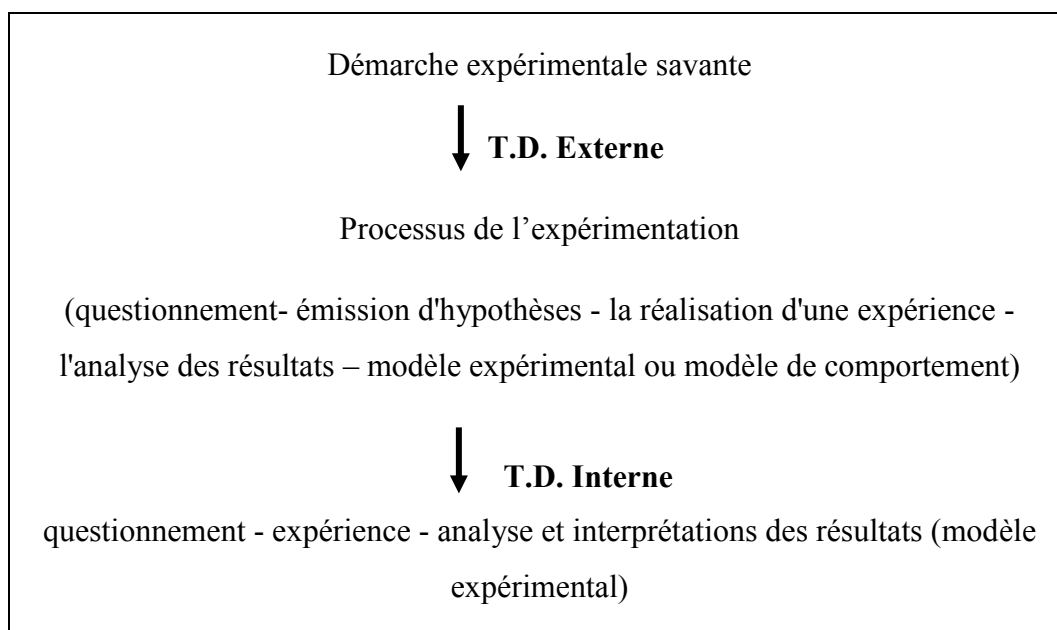 Démarche expérimentale savante
T.D. Externe
Processus de l’expérimentation
(questionnement- émission d'hypothèses - la réalisation d'une expérience -
l'analyse des résultats – modèle expérimental ou modèle de comportement)
T.D. Interne
questionnement - expérience - analyse et interprétations des résultats (modèle
expérimental)